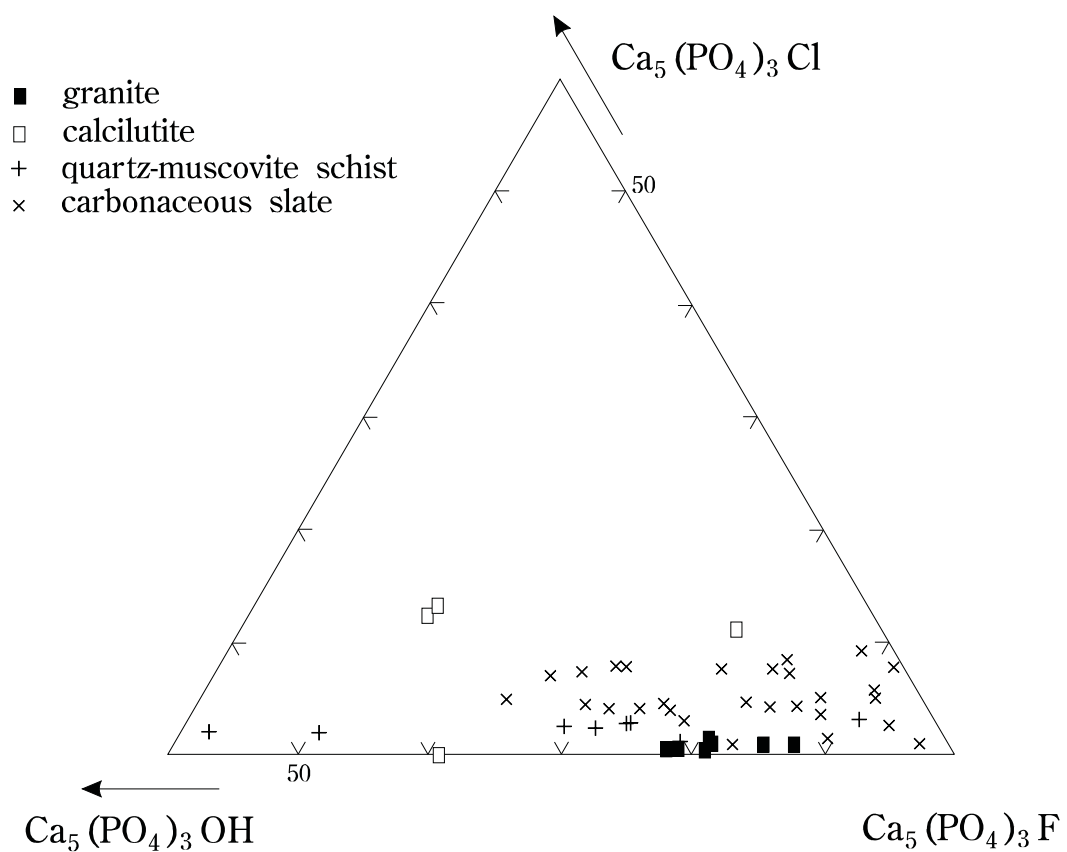 Ca5 (PO4)3 Cl
granite
calcilutite
quartz-muscovite schist
carbonaceous slate
50
50
Ca5 (PO4)3 OH
Ca5 (PO4)3 F